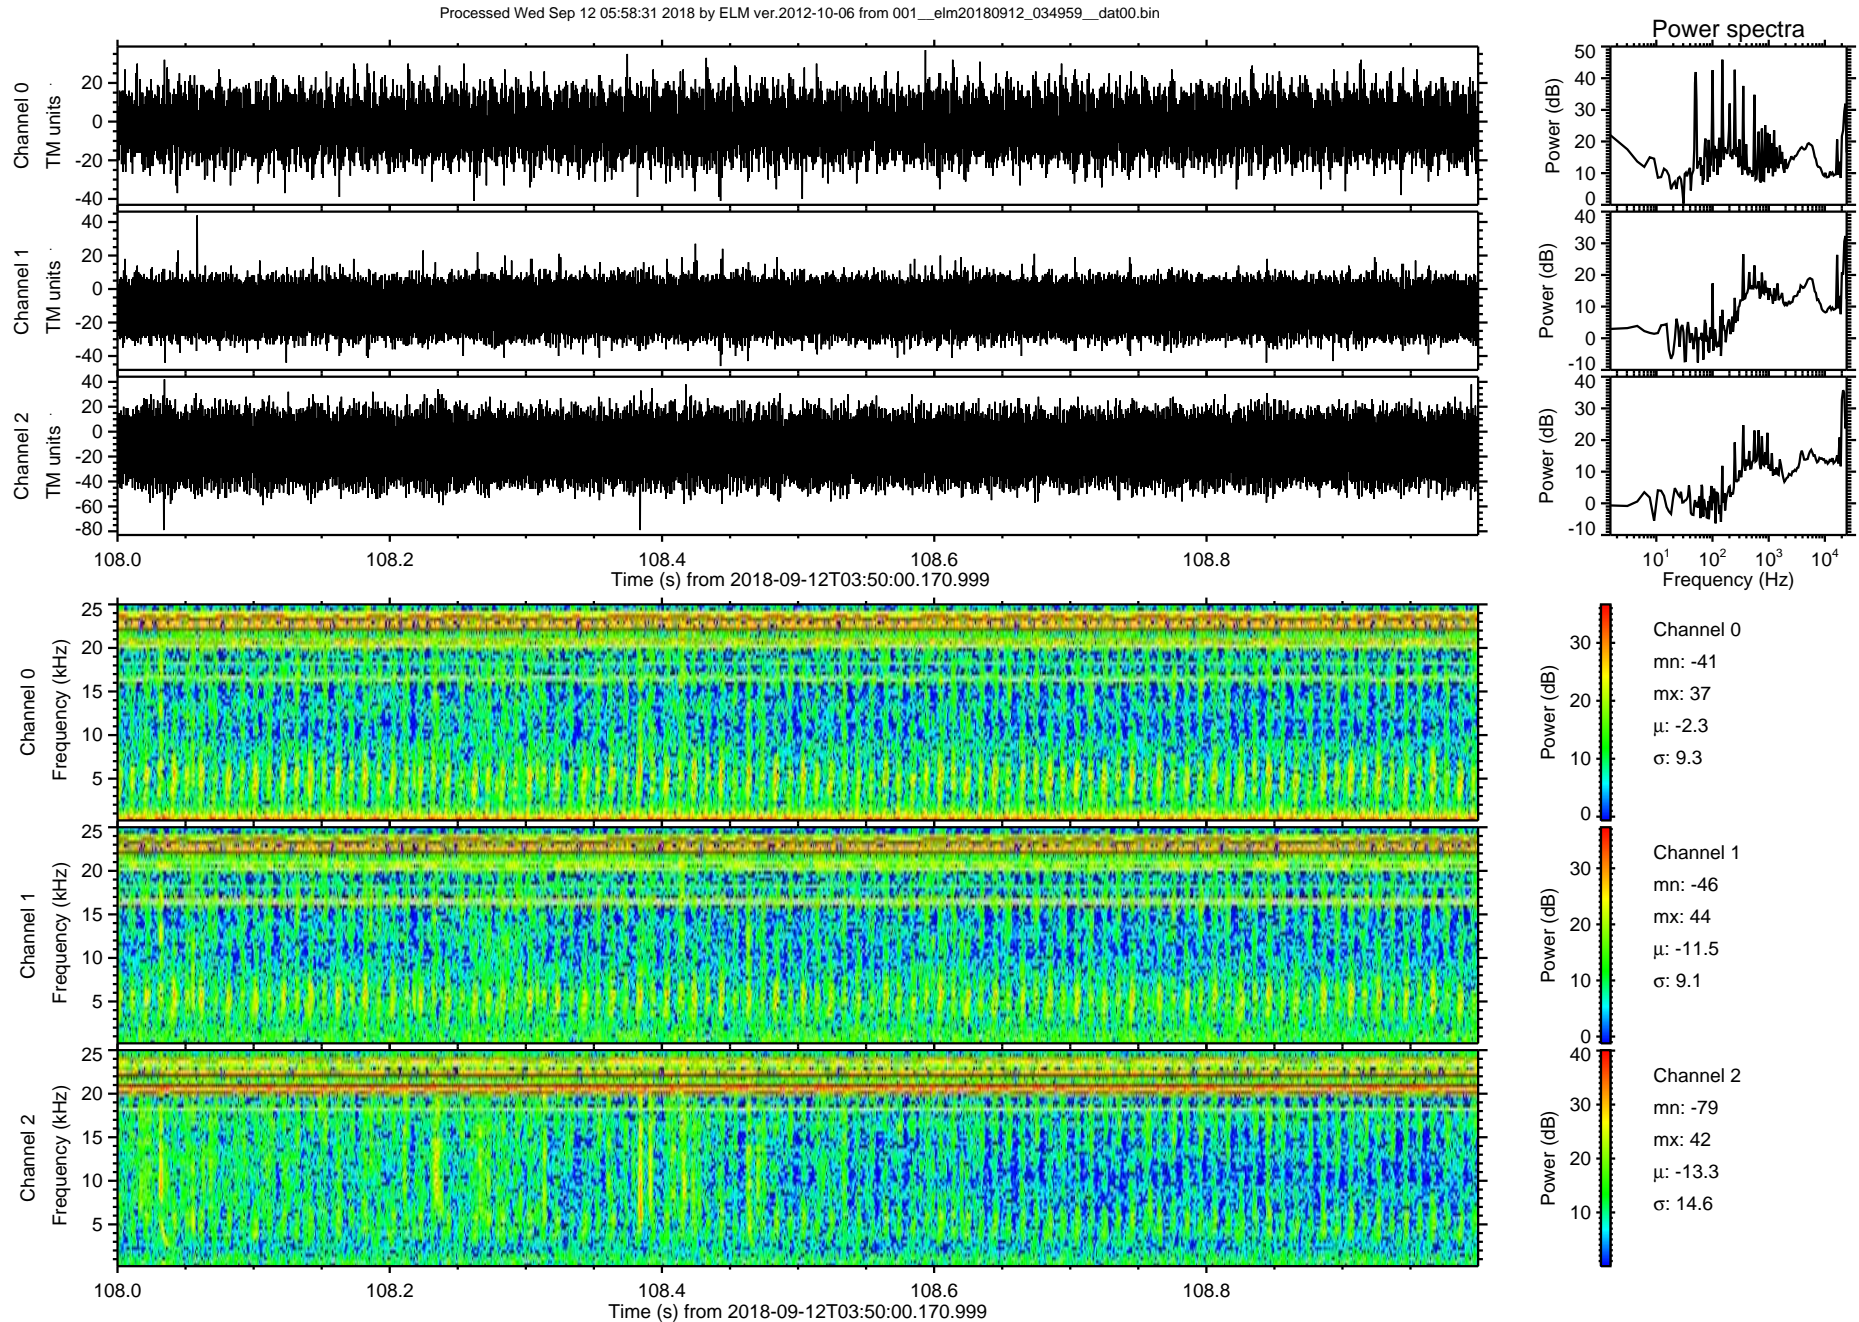 Processed Wed Sep 12 05:58:31 2018 by ELM ver.2012-10-06 from 001__elm20180912_034959__dat00.bin
Power spectra
Channel 0
TM units
20
0
-20
-40
Power (dB)
50
40
30
20
10
0
Channel 1
TM units
40
20
0
-20
-40
Power (dB)
40
30
20
10
0
-10
Channel 2
TM units
40
20
0
-20
-40
-60
-80
Power (dB)
40
30
20
10
0
-10
108.0 108.2 108.4 108.6 108.8
Time (s) from 2018-09-12T03:50:00.170.999
10^1 10^2 10^3 10^4
Frequency (Hz)
Channel 0
Frequency (kHz)
25
20
15
10
5
Power (dB)
30
20
10
0
Channel 0
mn: -41
mx: 37
μ: -2.3
σ: 9.3
Channel 1
Frequency (kHz)
25
20
15
10
5
Power (dB)
30
20
10
0
Channel 1
mn: -46
mx: 44
μ: -11.5
σ: 9.1
Channel 2
Frequency (kHz)
25
20
15
10
5
Power (dB)
40
30
20
10
Channel 2
mn: -79
mx: 42
μ: -13.3
σ: 14.6
108.0 108.2 108.4 108.6 108.8
Time (s) from 2018-09-12T03:50:00.170.999